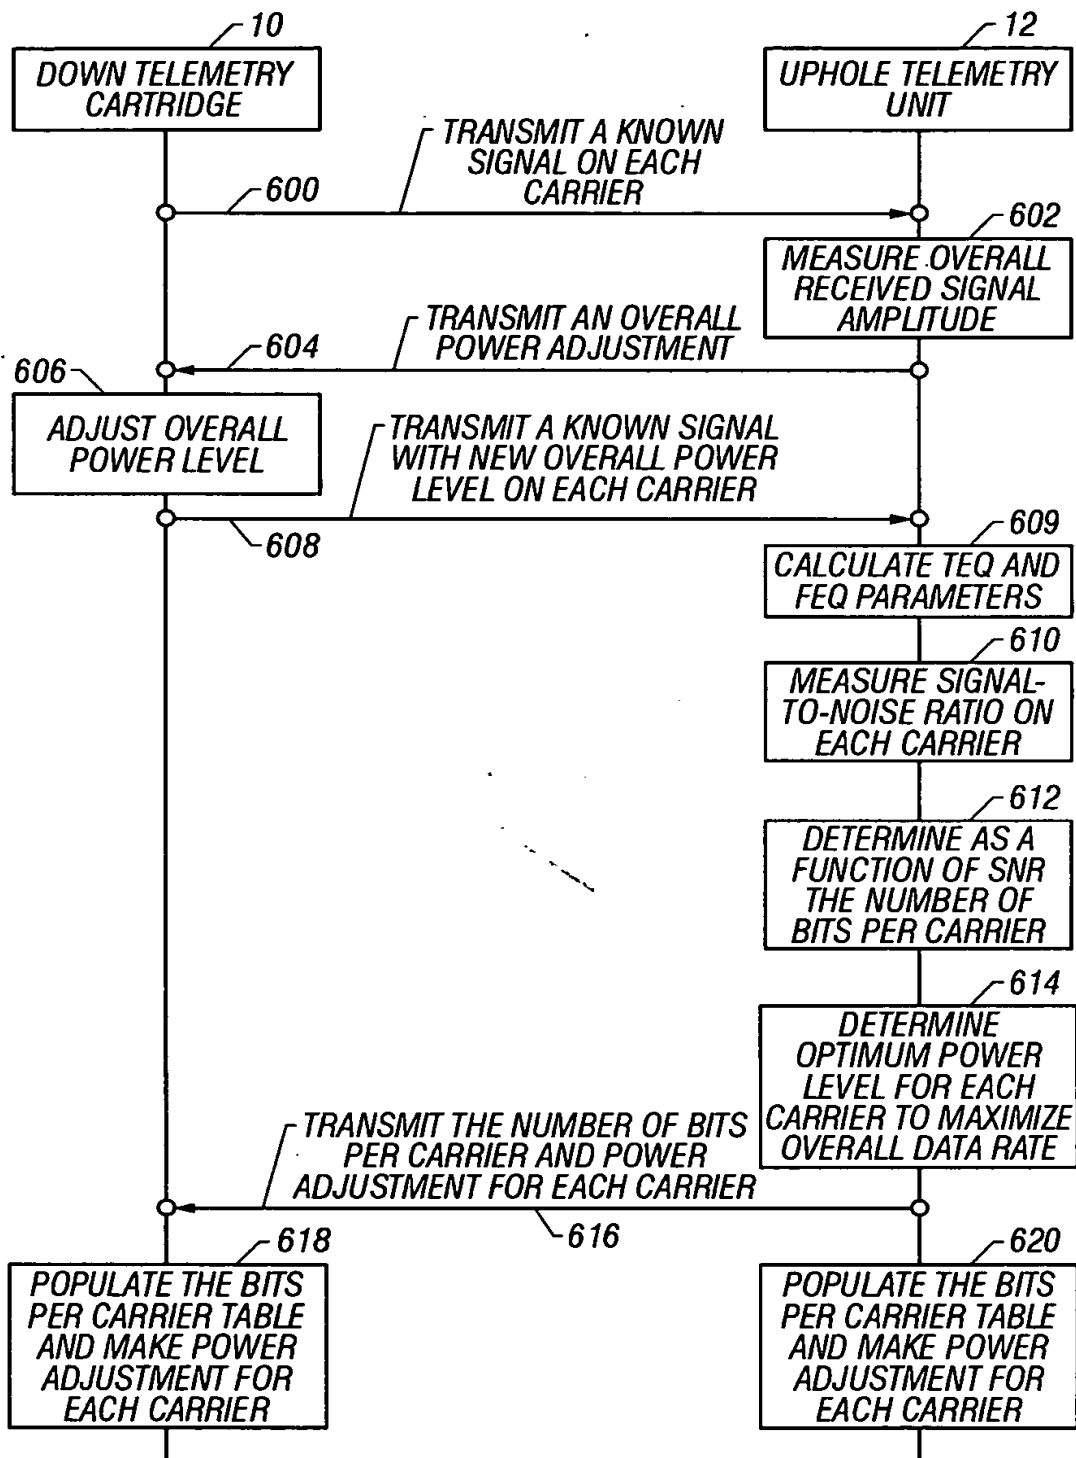 10
12
DOWN TELEMETRY
CARTRIDGE
UPHOLE TELEMETRY
UNIT
TRANSMIT A KNOWN
SIGNAL ON EACH
CARRIER
600
602
MEASURE OVERALL
RECEIVED SIGNAL
AMPLITUDE
TRANSMIT AN OVERALL
POWER ADJUSTMENT
604
606
ADJUST OVERALL
POWER LEVEL
TRANSMIT A KNOWN SIGNAL
WITH NEW OVERALL POWER
LEVEL ON EACH CARRIER
608
609
CALCULATE TEQ AND
FEQ PARAMETERS
610
MEASURE SIGNAL-
TO-NOISE RATIO ON
EACH CARRIER
612
DETERMINE AS A
FUNCTION OF SNR
THE NUMBER OF
BITS PER CARRIER
614
DETERMINE
OPTIMUM POWER
LEVEL FOR EACH
CARRIER TO MAXIMIZE
OVERALL DATA RATE
TRANSMIT THE NUMBER OF BITS
PER CARRIER AND POWER
ADJUSTMENT FOR EACH CARRIER
616
618
POPULATE THE BITS
PER CARRIER TABLE
AND MAKE POWER
ADJUSTMENT FOR
EACH CARRIER
620
POPULATE THE BITS
PER CARRIER TABLE
AND MAKE POWER
ADJUSTMENT FOR
EACH CARRIER